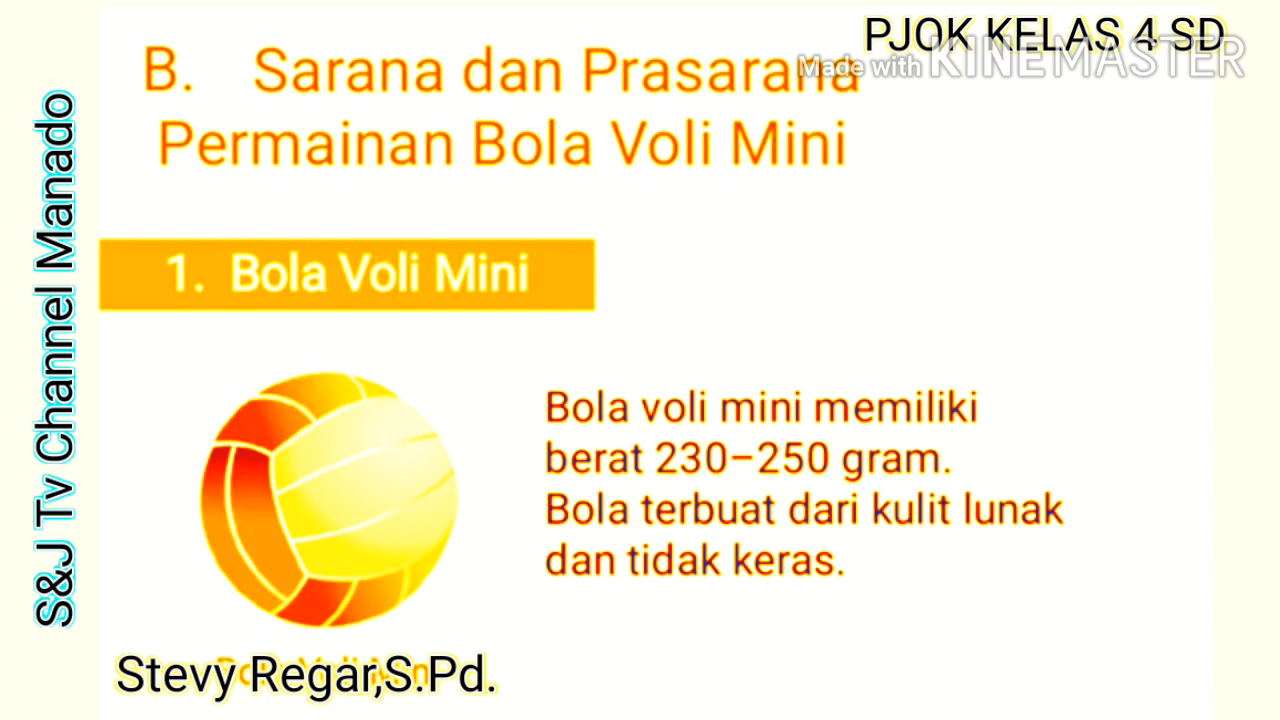 PJOK KELAS 4 SD
Made with KINEMASTER
B. Sarana dan Prasarana
Permainan Bola Voli Mini
1. Bola Voli Mini
Bola voli mini memiliki
berat 230–250 gram.
Bola terbuat dari kulit lunak
dan tidak keras.
Stevy Regar,S.Pd.
S&J Tv Channel Manado